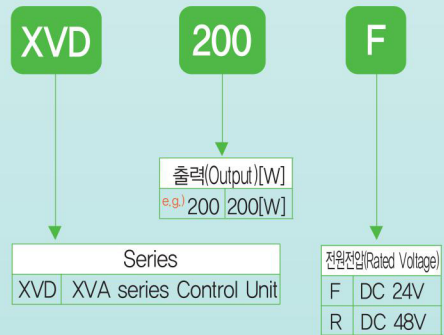 XVD 200 F
출력(Output)[W]
e.g.) 200 200[W]
Series
XVD XVA series Control Unit
전원전압(Rated Voltage)
F DC 24V
R DC 48V